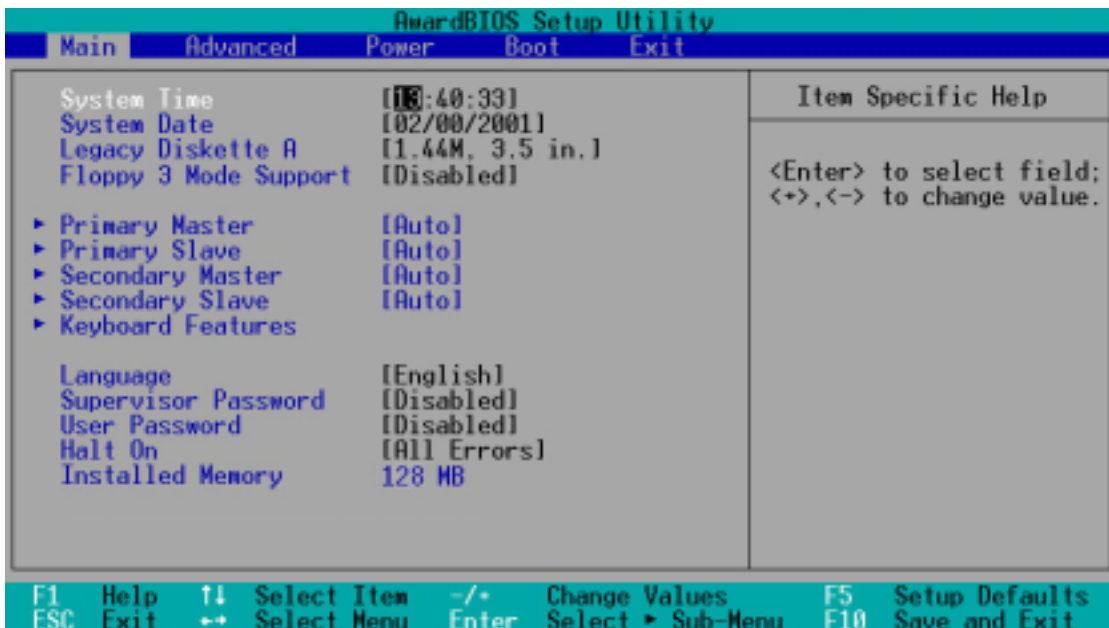 AwardBIOS Setup Utility
Main Advanced Power Boot Exit
System Time [13:40:33]
System Date [02/00/2001]
Legacy Diskette A [1.44M, 3.5 in.]
Floppy 3 Mode Support [Disabled]
► Primary Master [Auto]
► Primary Slave [Auto]
► Secondary Master [Auto]
► Secondary Slave [Auto]
► Keyboard Features
Language [English]
Supervisor Password [Disabled]
User Password [Disabled]
Halt On [All Errors]
Installed Memory 128 MB
Item Specific Help
<Enter> to select field;
<+>,<-> to change value.
F1 Help ↑↓ Select Item -/+ Change Values F5 Setup Defaults
ESC Exit ←→ Select Menu Enter Select ► Sub-Menu F10 Save and Exit